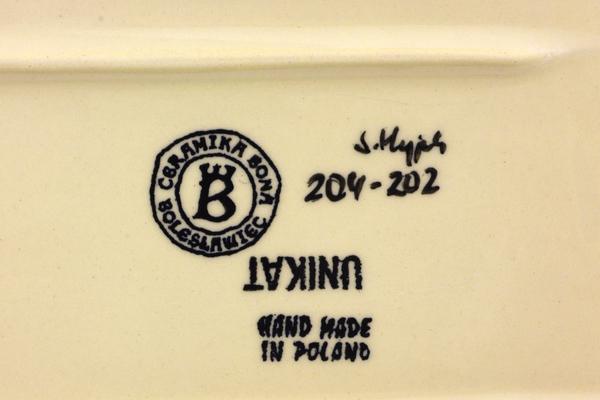 CERAMIKA BONA
BOLESŁAWIEC
B
204-202
UNIKAT
HAND MADE
IN POLAND